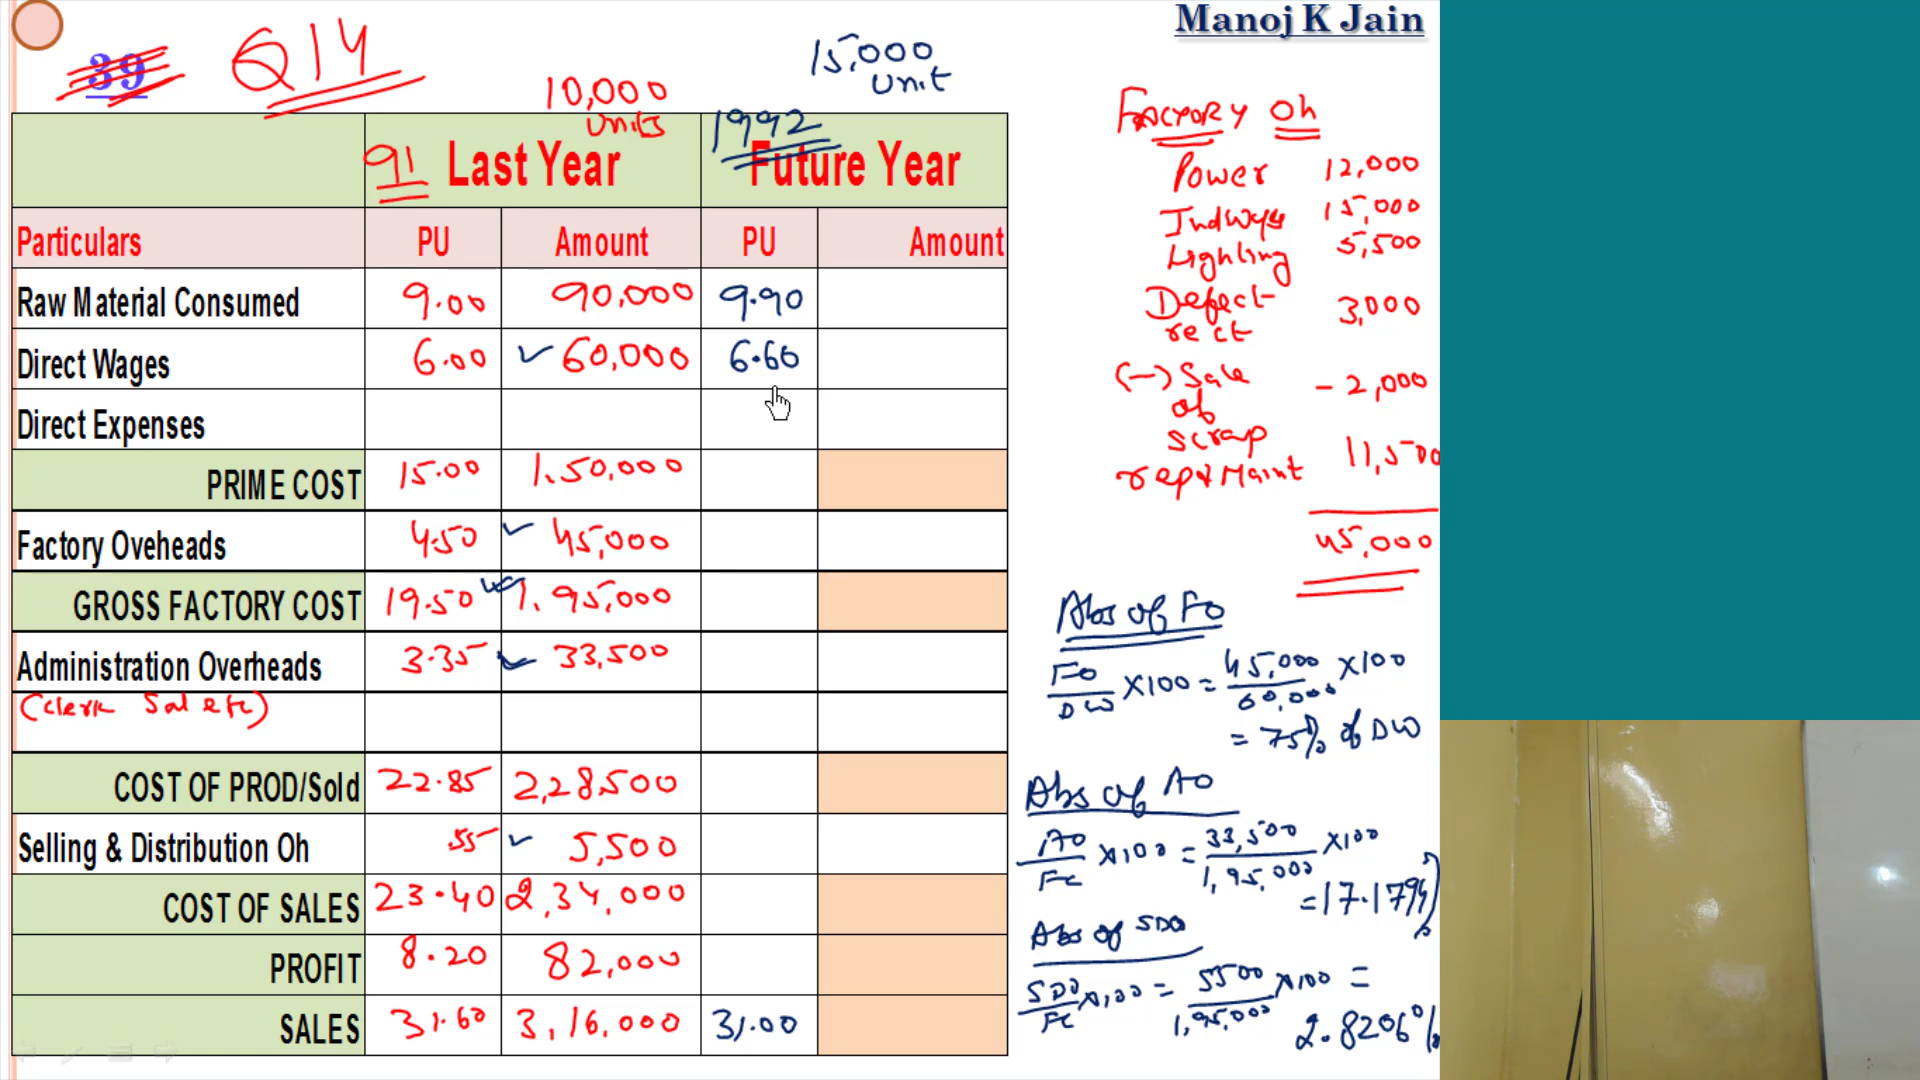 Manoj K Jain
39
Q14
10,000
Units
15,000
Unit
1992
91 Last Year
Future Year
Particulars PU Amount PU Amount
Raw Material Consumed 9.00 90,000 9.90
Direct Wages 6.00 60,000 6.60
Direct Expenses
PRIME COST 15.00 1,50,000
Factory Oveheads 4.50 45,000
GROSS FACTORY COST 19.50 1,95,000
Administration Overheads 3.35 33,500
(Clerk Sal etc)
COST OF PROD/Sold 22.85 2,28,500
Selling & Distribution Oh .55 5,500
COST OF SALES 23.40 2,34,000
PROFIT 8.20 82,000
SALES 31.60 3,16,000 31.00
FACTORY Oh
Power 12,000
Ind Wgs 15,000
Lighling 5,500
Defect- 3,000
rect
(-) Sale - 2,000
of
scrap
rep & Maint 11,500
45,000
Abs of FO
FO/DW X100 = 45,000/60,000 X100
= 75% of DW
Abs of AO
AO/FC X100 = 33,500/1,95,000 X100
= 17.179%
Abs of SDO
SDO/FC X100 = 5500/1,95,000 X100 =
2.8206%